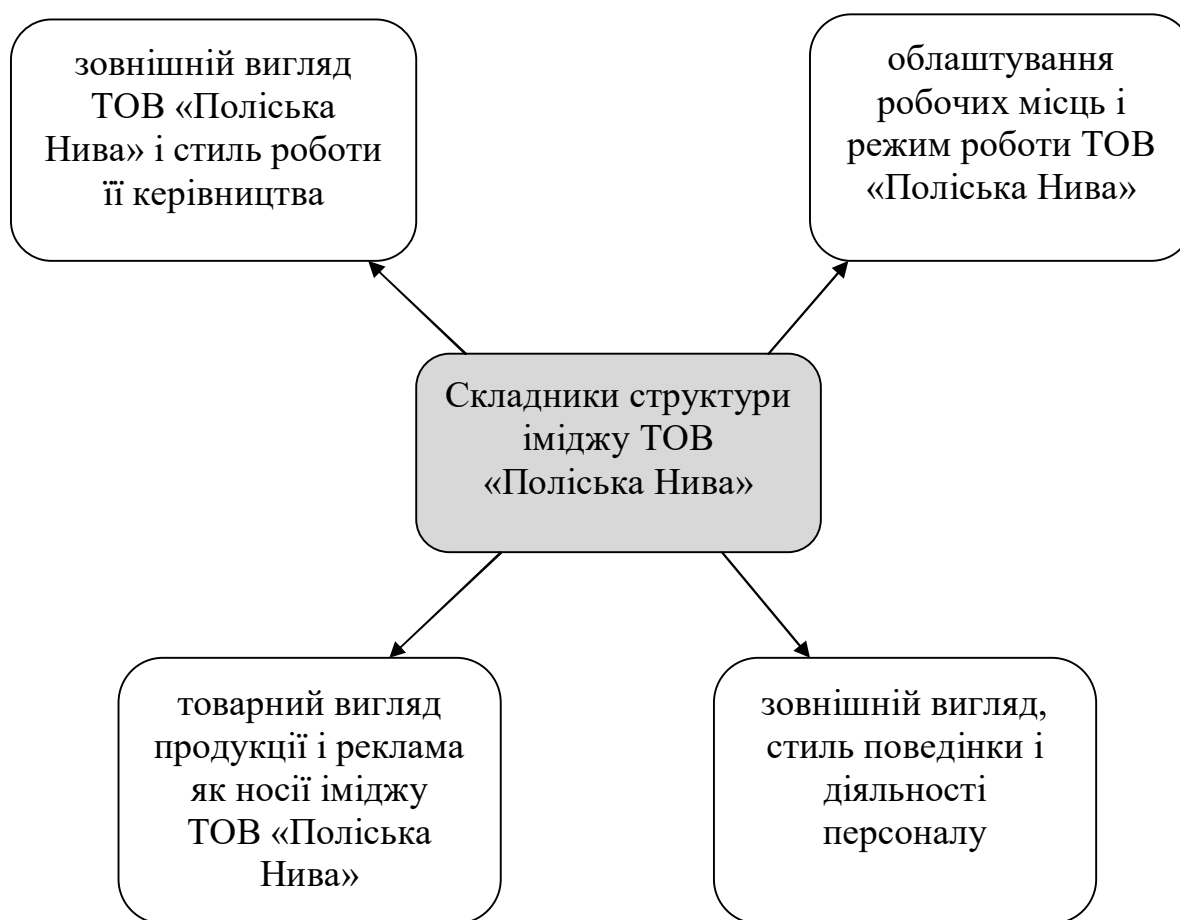 зовнішній вигляд
ТОВ «Поліська
Нива» і стиль роботи
її керівництва
облаштування
робочих місць і
режим роботи ТОВ
«Поліська Нива»
Складники структури
іміджу ТОВ
«Поліська Нива»
товарний вигляд
продукції і реклама
як носії іміджу
ТОВ «Поліська
Нива»
зовнішній вигляд,
стиль поведінки і
діяльності
персоналу